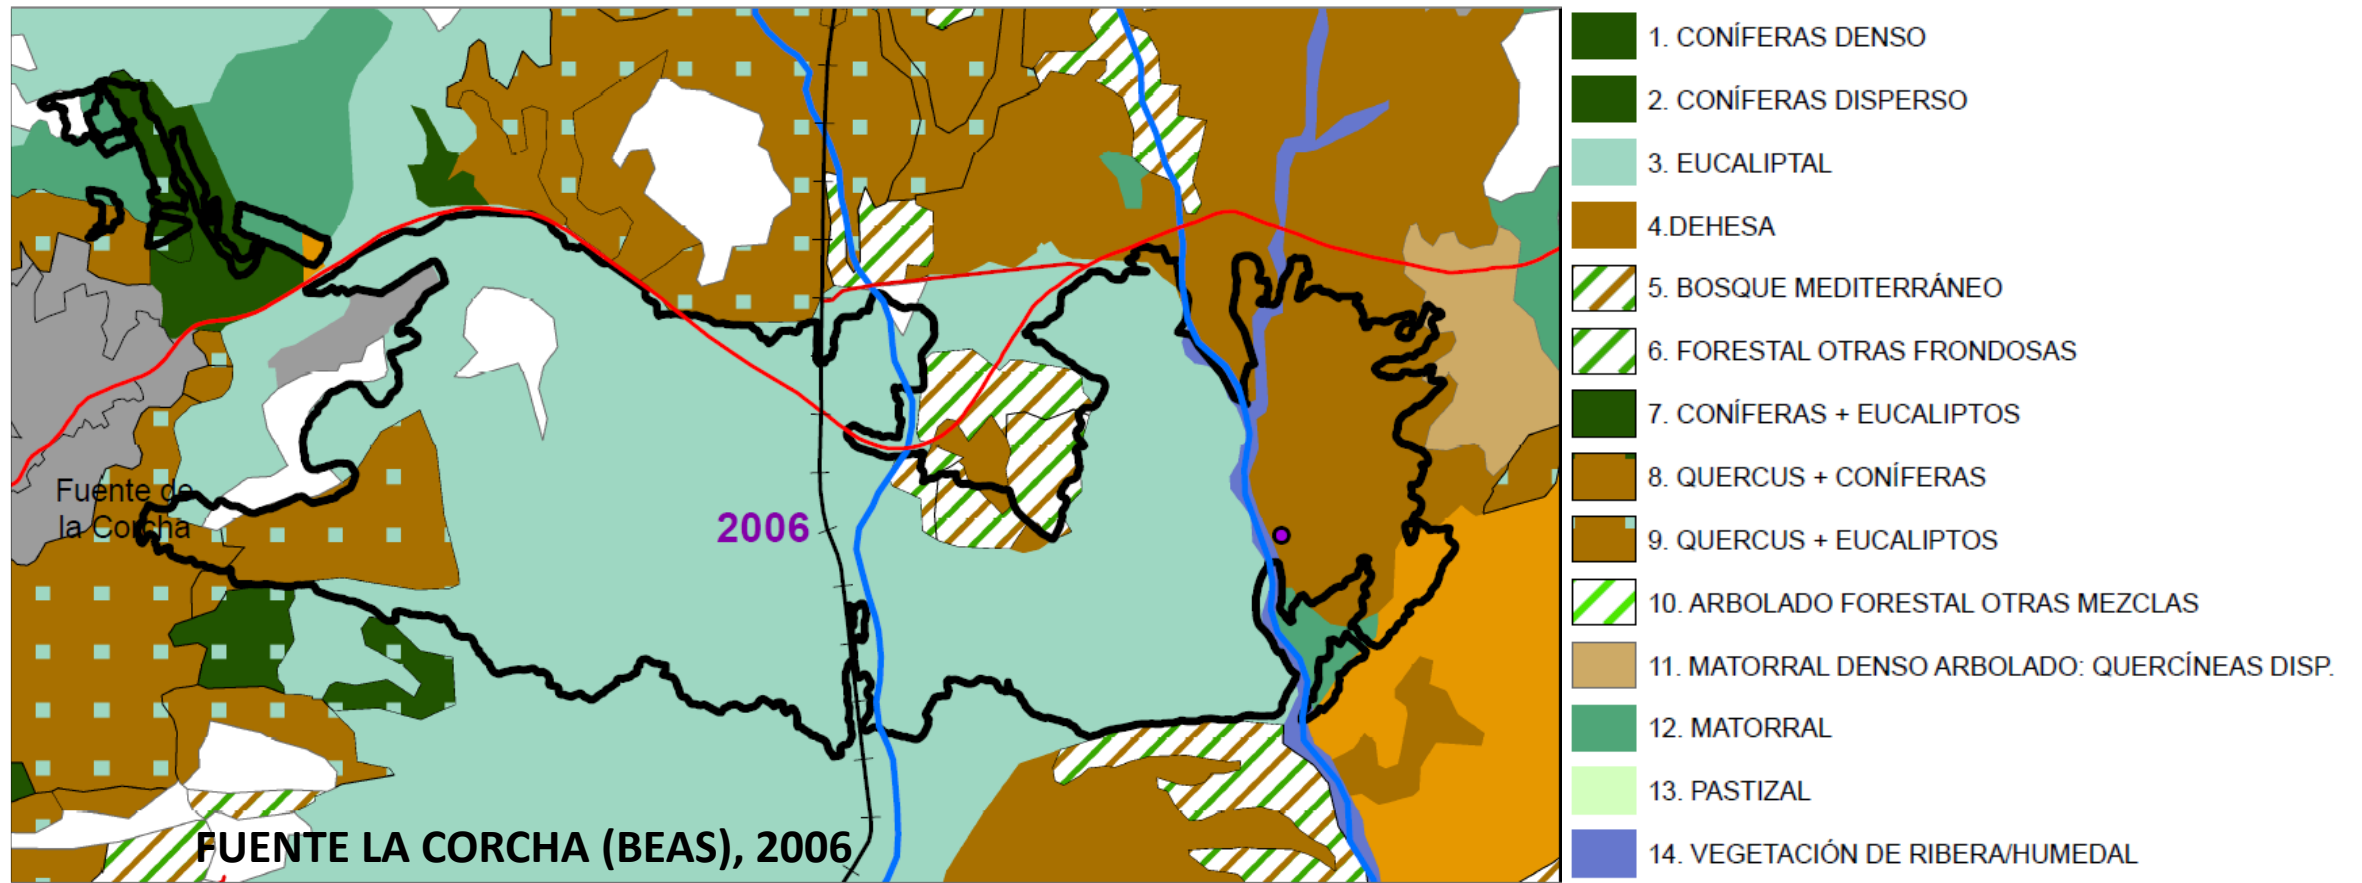 Fuente de
la Corcha
2006
FUENTE LA CORCHA (BEAS), 2006
1. CONÍFERAS DENSO
2. CONÍFERAS DISPERSO
3. EUCALIPTAL
4.DEHESA
5. BOSQUE MEDITERRÁNEO
6. FORESTAL OTRAS FRONDOSAS
7. CONÍFERAS + EUCALIPTOS
8. QUERCUS + CONÍFERAS
9. QUERCUS + EUCALIPTOS
10. ARBOLADO FORESTAL OTRAS MEZCLAS
11. MATORRAL DENSO ARBOLADO: QUERCÍNEAS DISP.
12. MATORRAL
13. PASTIZAL
14. VEGETACIÓN DE RIBERA/HUMEDAL